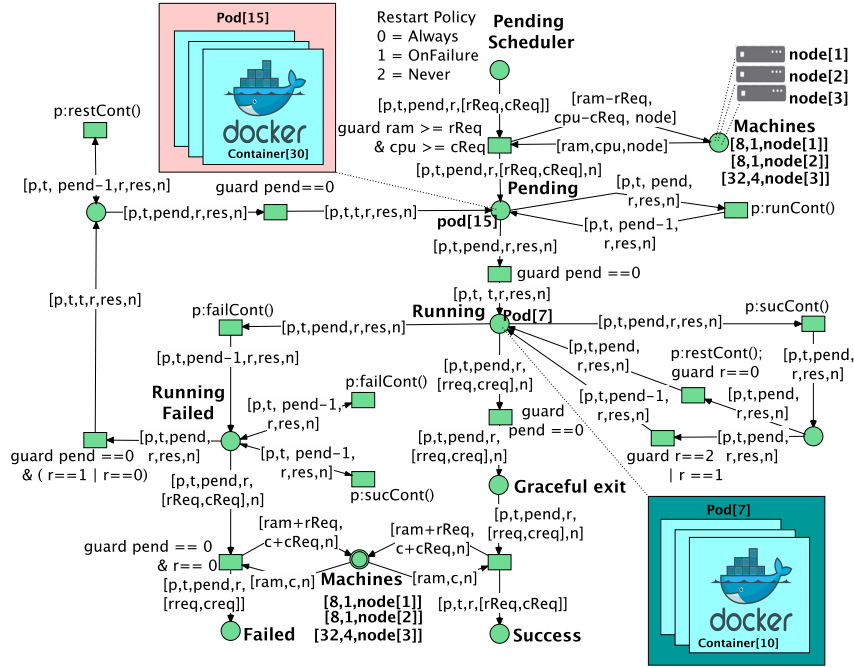 Pod[15]
docker
Container[30]
Restart Policy
0 = Always
1 = OnFailure
2 = Never
Pending
Scheduler
node[1]
node[2]
node[3]
p:restCont()
[p,t,pend,r,[rReq,cReq]]
[ram-rReq,
cpu-cReq, node]
guard ram >= rReq
& cpu >= cReq
[ram,cpu,node]
Machines
[8,1,node[1]]
[8,1,node[2]]
[32,4,node[3]]
[p,t,pend,r,[rReq,cReq],n]
[p,t, pend-1,r,res,n]
guard pend==0
Pending
[p,t, pend,
r,res,n]
[p,t,pend,r,res,n]
[p,t,t,r,res,n]
pod[15]
p:runCont()
[p,t, pend-1,
r,res,n]
[p,t,pend,r,res,n]
guard pend ==0
[p,t, t,r,res,n]
[p,t,t,r,res,n]
p:failCont()
Running
Pod[7]
p:sucCont()
[p,t,pend,r,res,n]
[p,t,pend,r,res,n]
[p,t,pend-1,r,res,n]
[p,t,pend,r,
[rreq,creq],n]
[p,t,pend,
r,res,n]
p:restCont();
guard r==0
[p,t,pend,
r,res,n]
Running
Failed
p:failCont()
[p,t, pend-1,
r,res,n]
[p,t,pend-1,
r,res,n]
[p,t,pend,
r,res,n]
guard
pend ==0
[p,t,pend,
r,res,n]
[p,t,pend,
r,res,n]
guard pend ==0
& ( r==1 | r==0)
[p,t, pend-1,
r,res,n]
[p,t,pend,r,
[rreq,creq],n]
guard r==2
| r ==1
[p,t,pend,r,
[rReq,cReq],n]
p:sucCont()
Graceful exit
[p,t,pend,r,
[rreq,creq],n]
Pod[7]
docker
Container[10]
[ram+rReq,
c+cReq,n]
[ram+rReq,
c+cReq,n]
guard pend == 0
& r== 0
[ram,c,n]
[ram,c,n]
Machines
[8,1,node[1]]
[8,1,node[2]]
[32,4,node[3]]
[p,t,pend,r,
[rreq,creq]]
[p,t,r,[rReq,cReq]]
Failed
Success